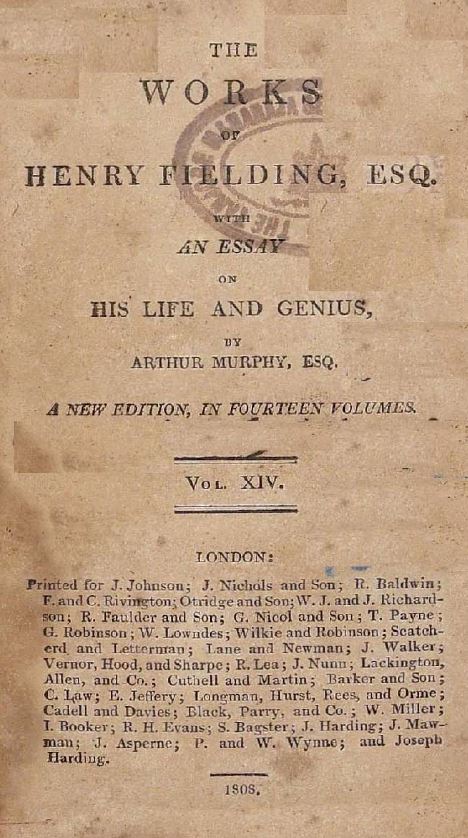 THE
WORKS
OF
HENRY FIELDING, ESQ.
WITH
AN ESSAY
ON
HIS LIFE AND GENIUS,
BY
ARTHUR MURPHY, ESQ.
A NEW EDITION, IN FOURTEEN VOLUMES.
VOL. XIV.
LONDON:
Printed for J. Johnson; J. Nichols and Son; R. Baldwin;
F. and C. Rivington; Otridge and Son; W. J. and J. Richard-
son; R. Faulder and Son; G. Nicol and Son; T. Payne;
G. Robinson; W. Lowndes; Wilkie and Robinson; Scatch-
erd and Letterman; Lane and Newman; J. Walker;
Vernor, Hood, and Sharpe; R. Lea; J. Nunn; Lackington,
Allen, and Co.; Cuthell and Martin; Barker and Son;
C. Law; E. Jeffery; Longman, Hurst, Rees, and Orme;
Cadell and Davies; Black, Parry, and Co.; W. Miller;
I. Booker; R. H. Evans; S. Bagster; J. Harding; J. Maw-
man; J. Asperne; P. and W. Wynne; and Joseph
Harding.
1808.